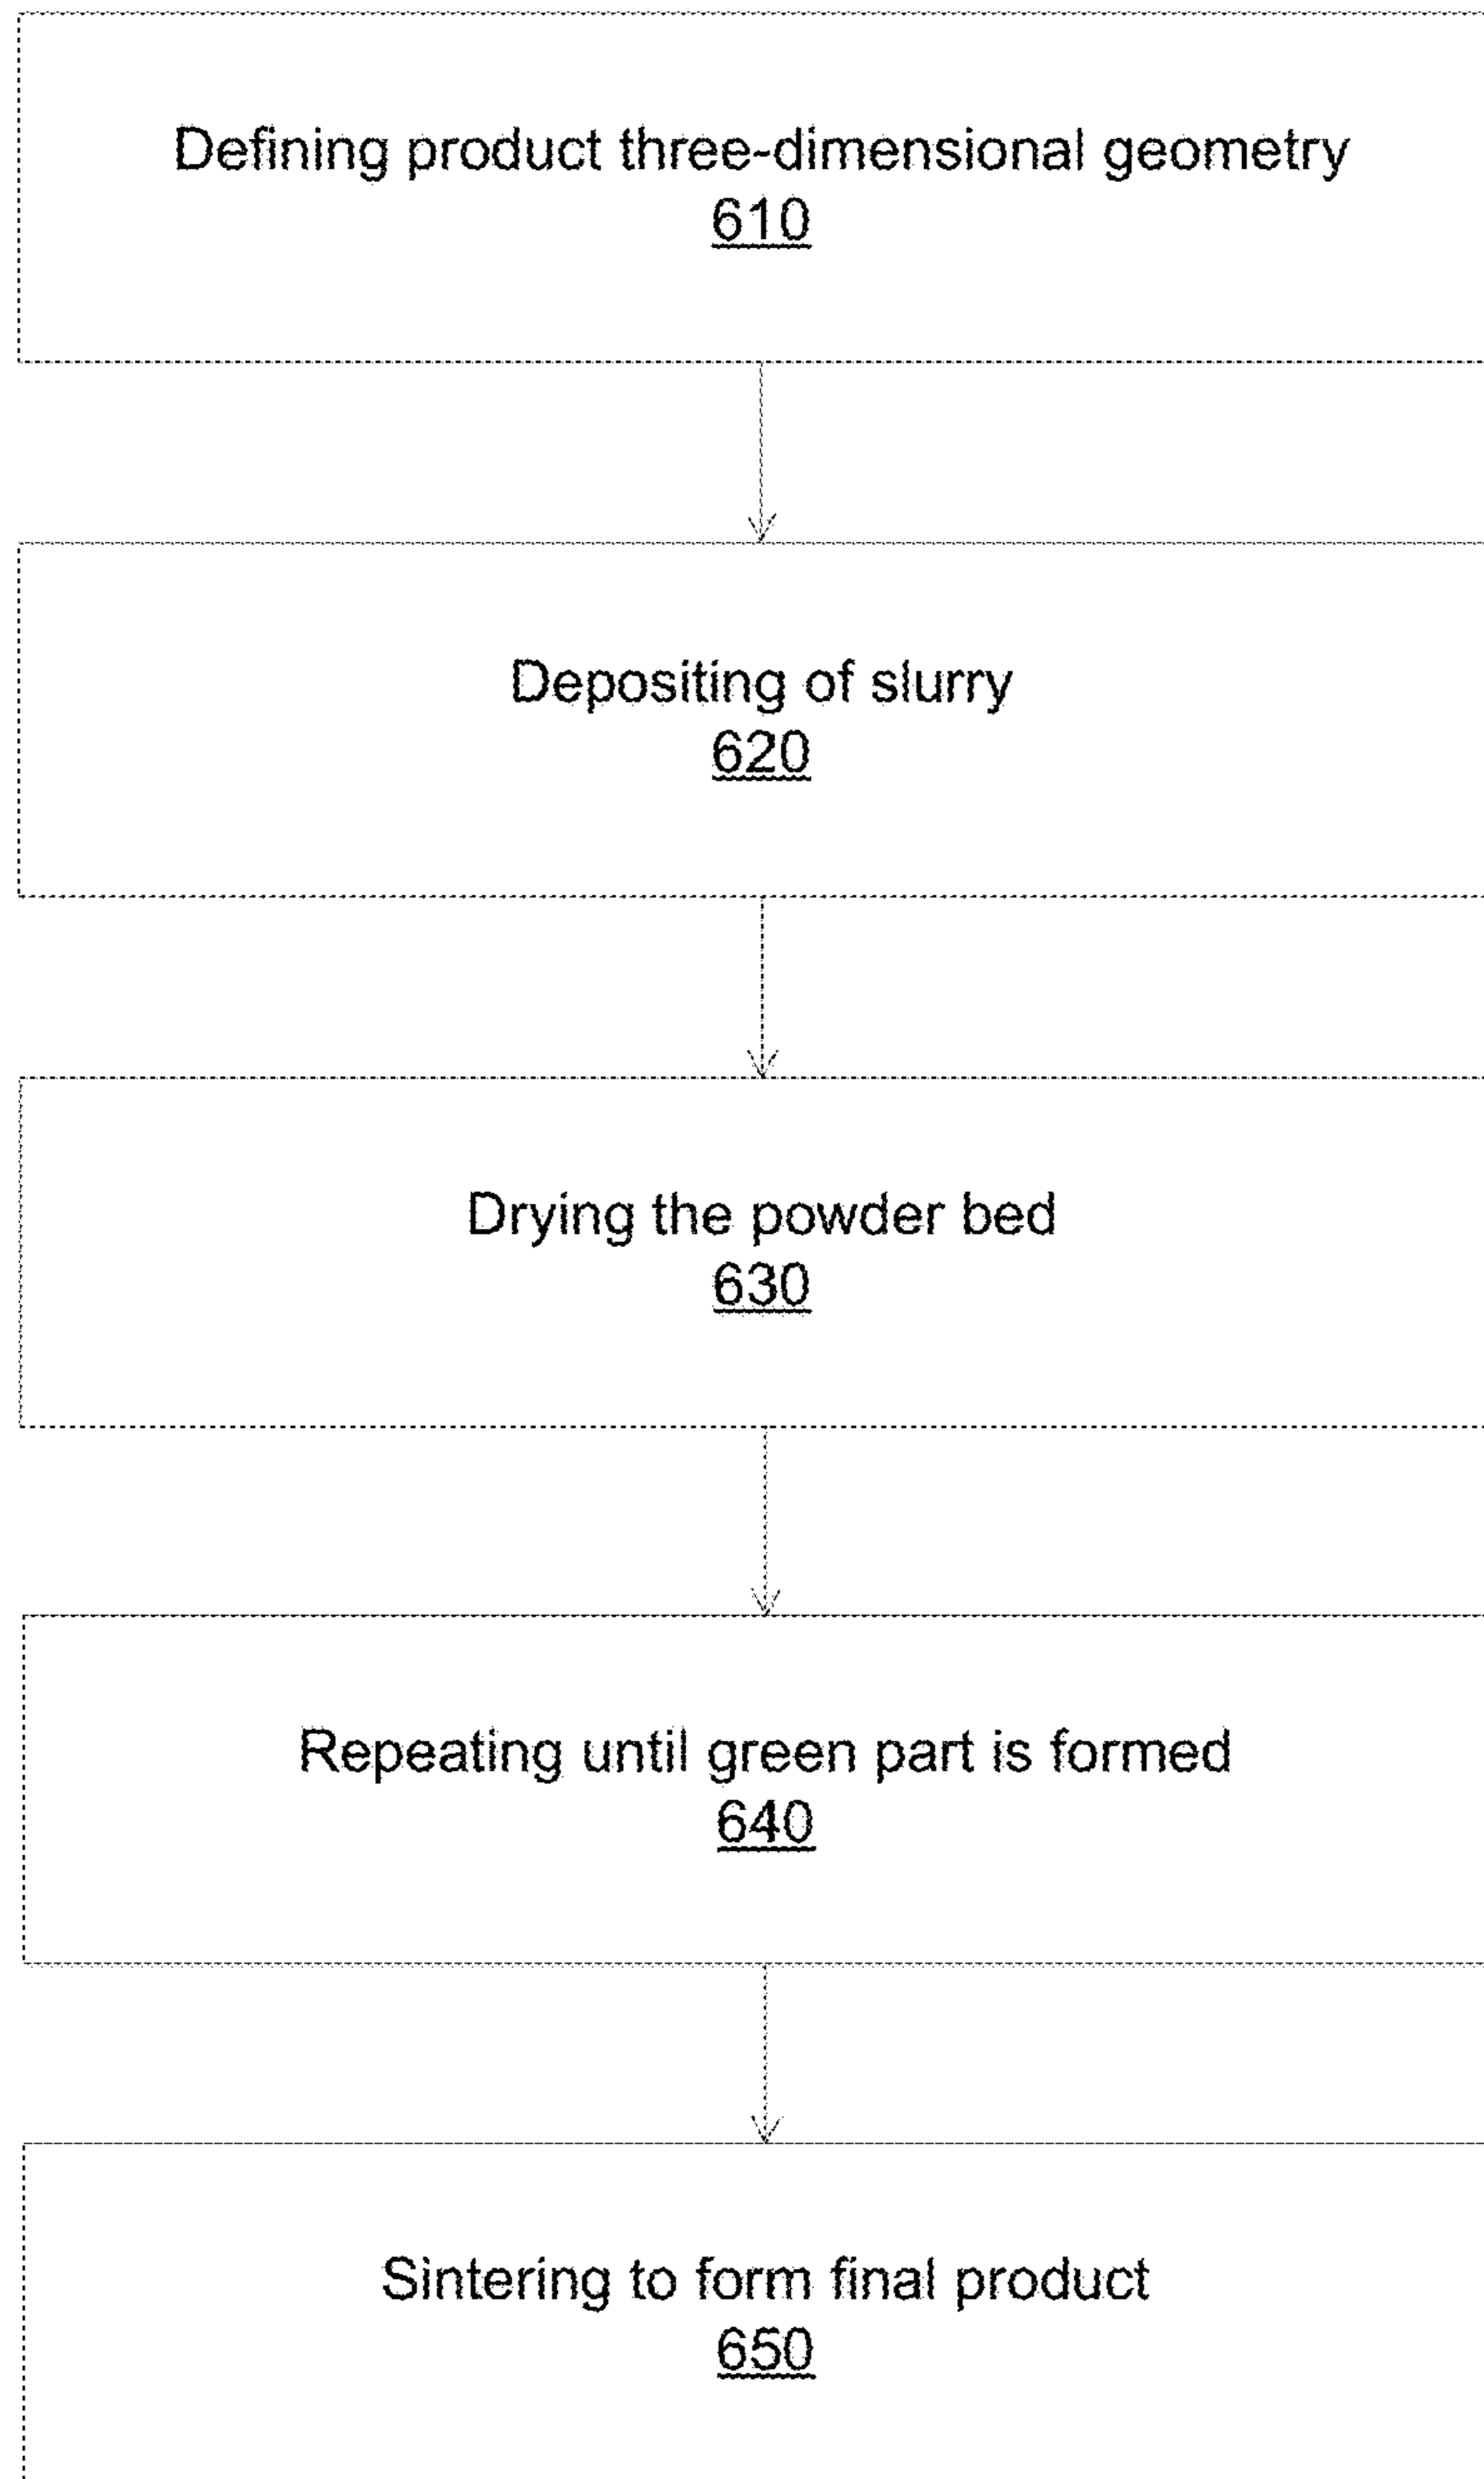 Defining product three-dimensional geometry
610
Depositing of slurry
620
Drying the powder bed
630
Repeating until green part is formed
640
Sintering to form final product
650